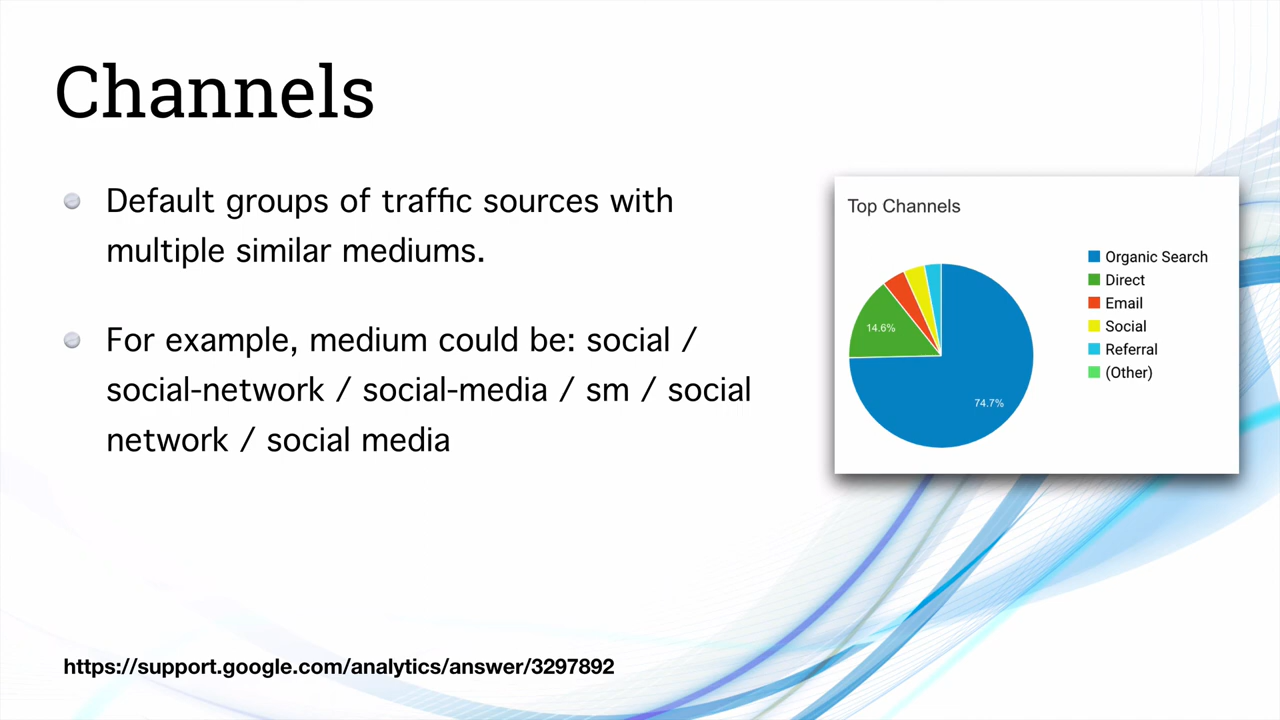 Channels
Default groups of traffic sources with
multiple similar mediums.
For example, medium could be: social /
social-network / social-media / sm / social
network / social media
Top Channels
Organic Search
Direct
Email
Social
Referral
(Other)
14.6%
74.7%
https://support.google.com/analytics/answer/3297892